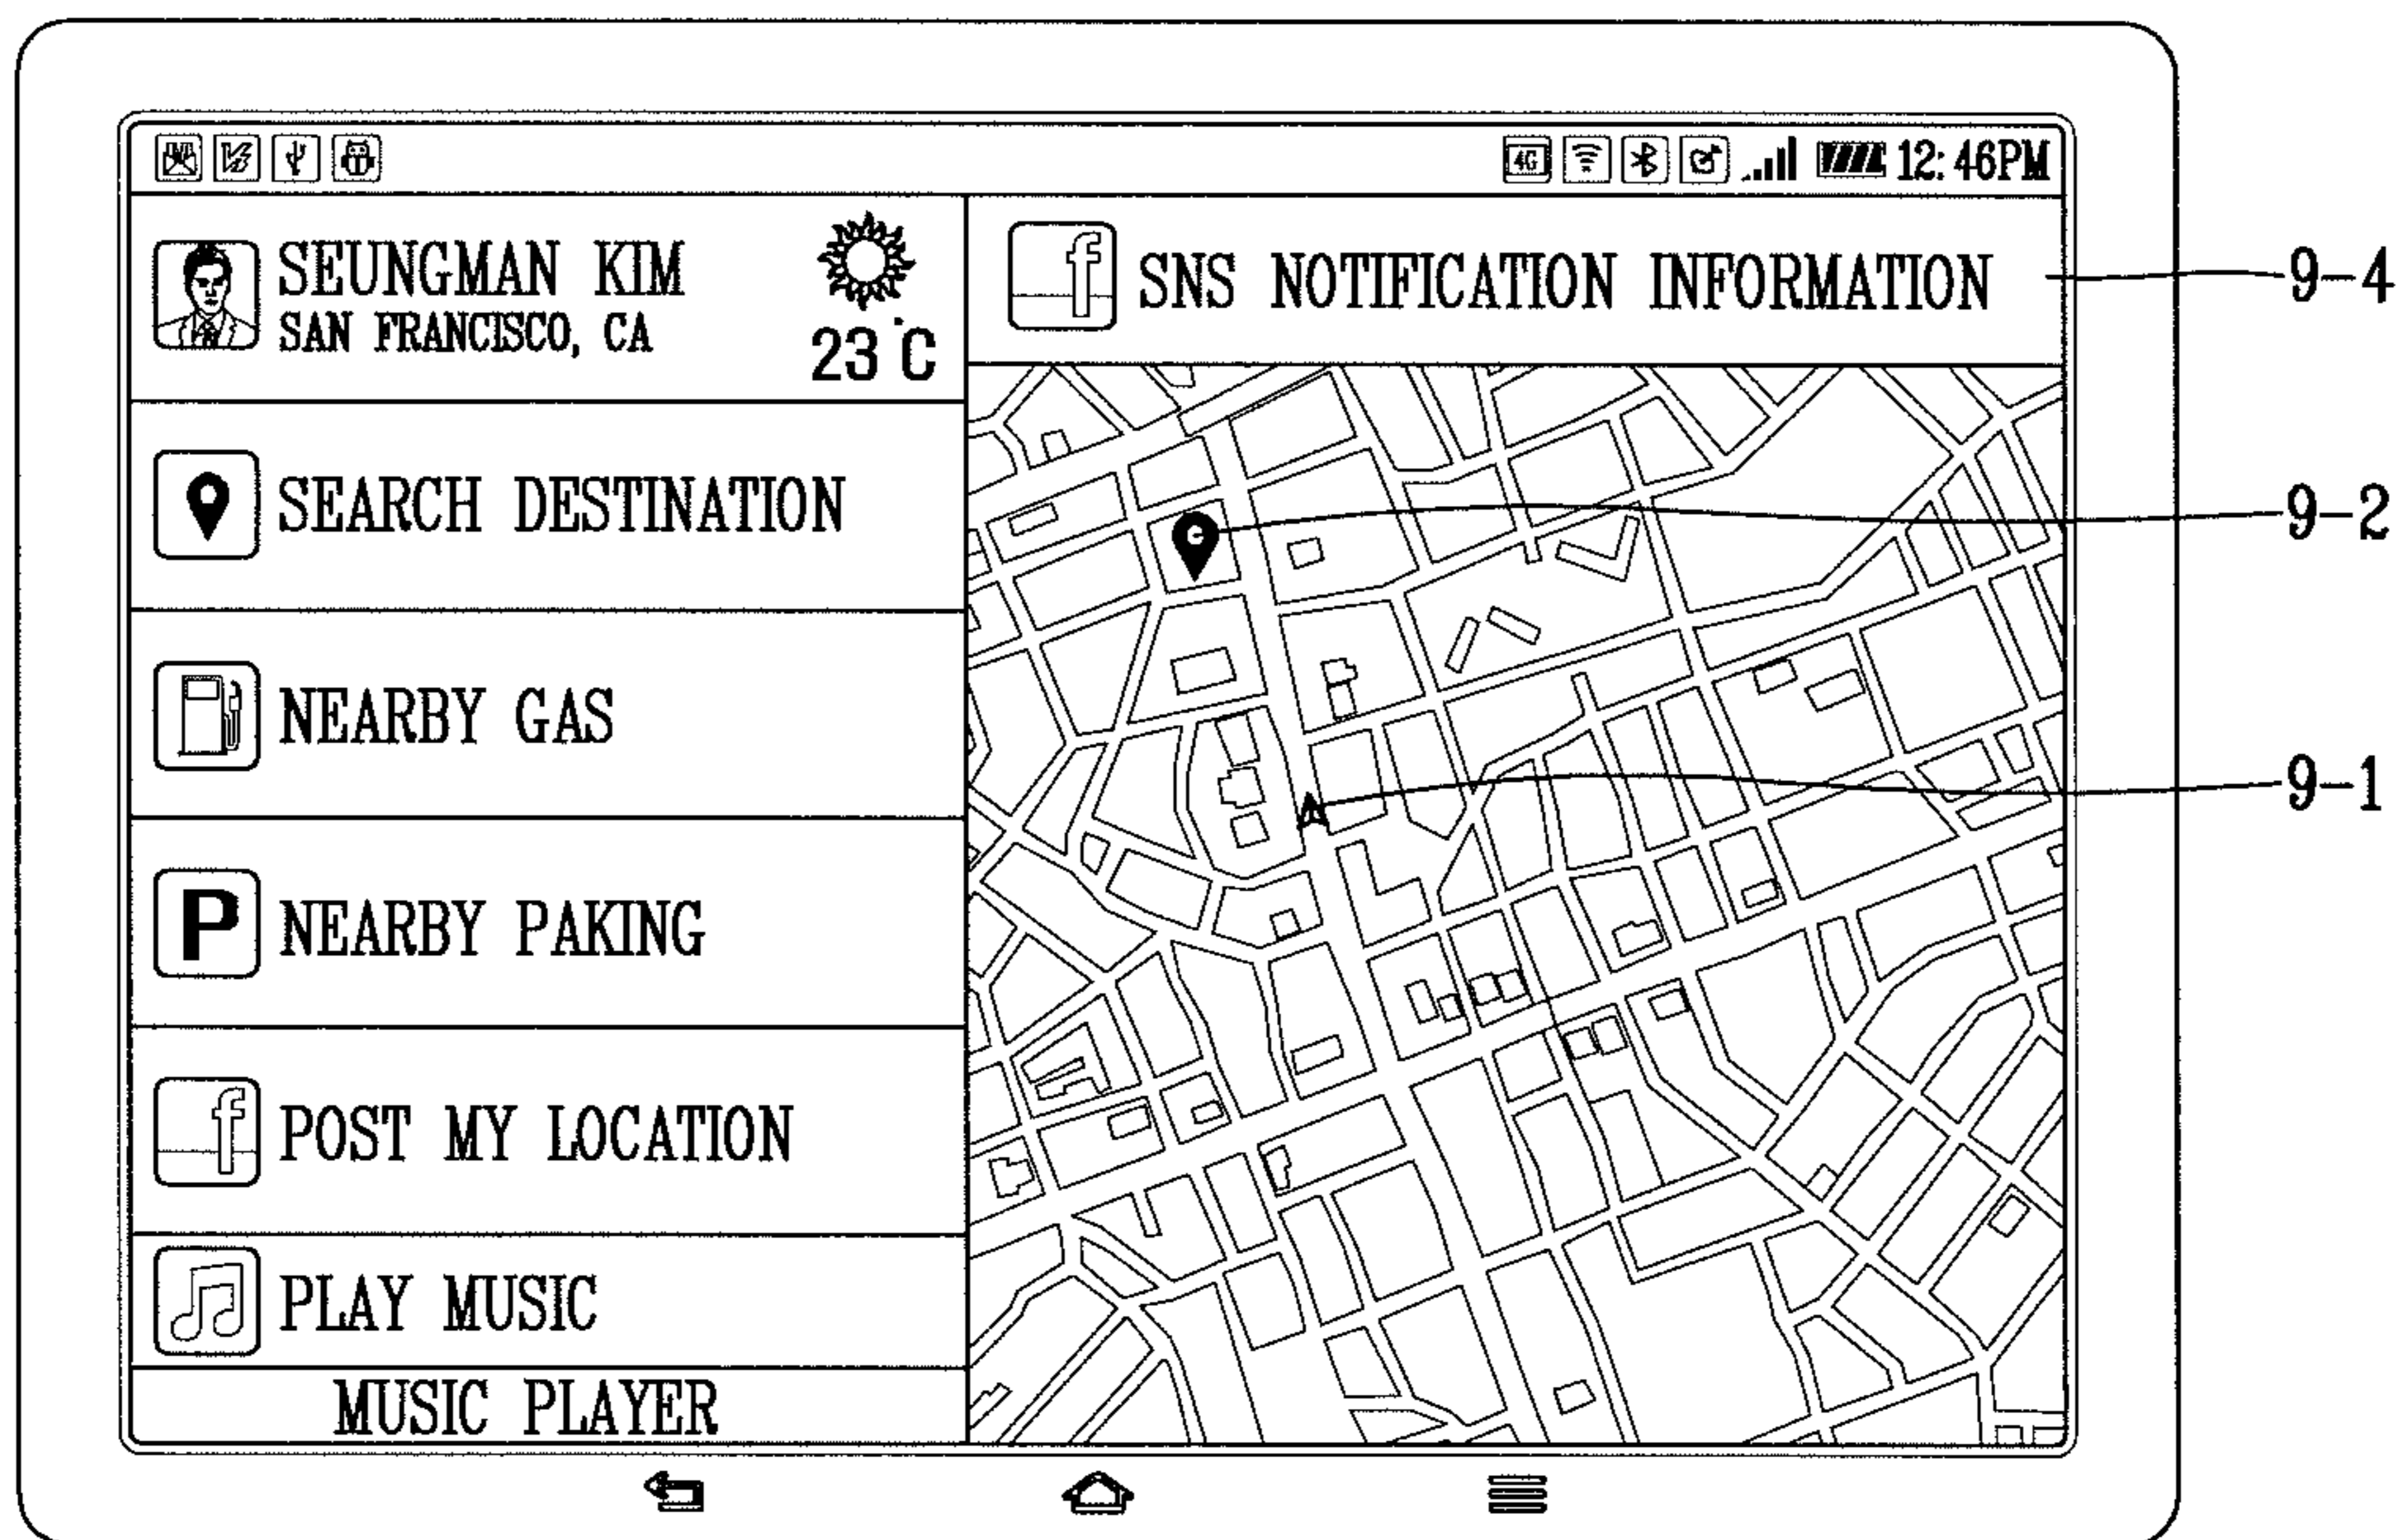 4G 12:46PM
SEUNGMAN KIM
SAN FRANCISCO, CA
23°C
f SNS NOTIFICATION INFORMATION
9-4
SEARCH DESTINATION
9-2
NEARBY GAS
9-1
P NEARBY PAKING
f POST MY LOCATION
PLAY MUSIC
MUSIC PLAYER